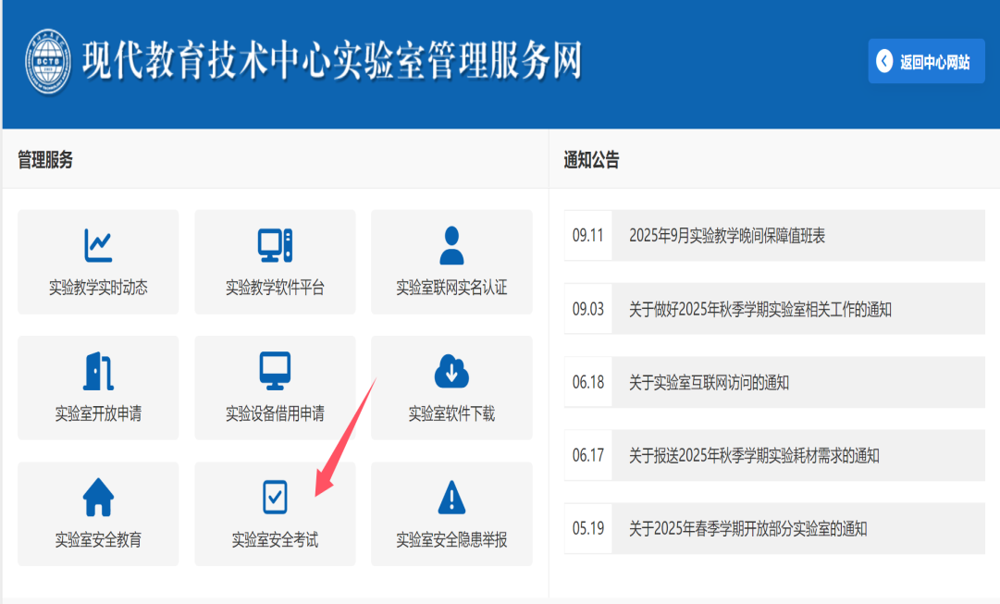 BCTB
现代教育技术中心实验室管理服务网
返回中心网站
管理服务
通知公告
实验教学实时动态
实验教学软件平台
实验室联网实名认证
实验室开放申请
实验设备借用申请
实验室软件下载
实验室安全教育
实验室安全考试
实验室安全隐患举报
09.11 2025年9月实验教学晚间保障值班表
09.03 关于做好2025年秋季学期实验室相关工作的通知
06.18 关于实验室互联网访问的通知
06.17 关于报送2025年秋季学期实验耗材需求的通知
05.19 关于2025年春季学期开放部分实验室的通知